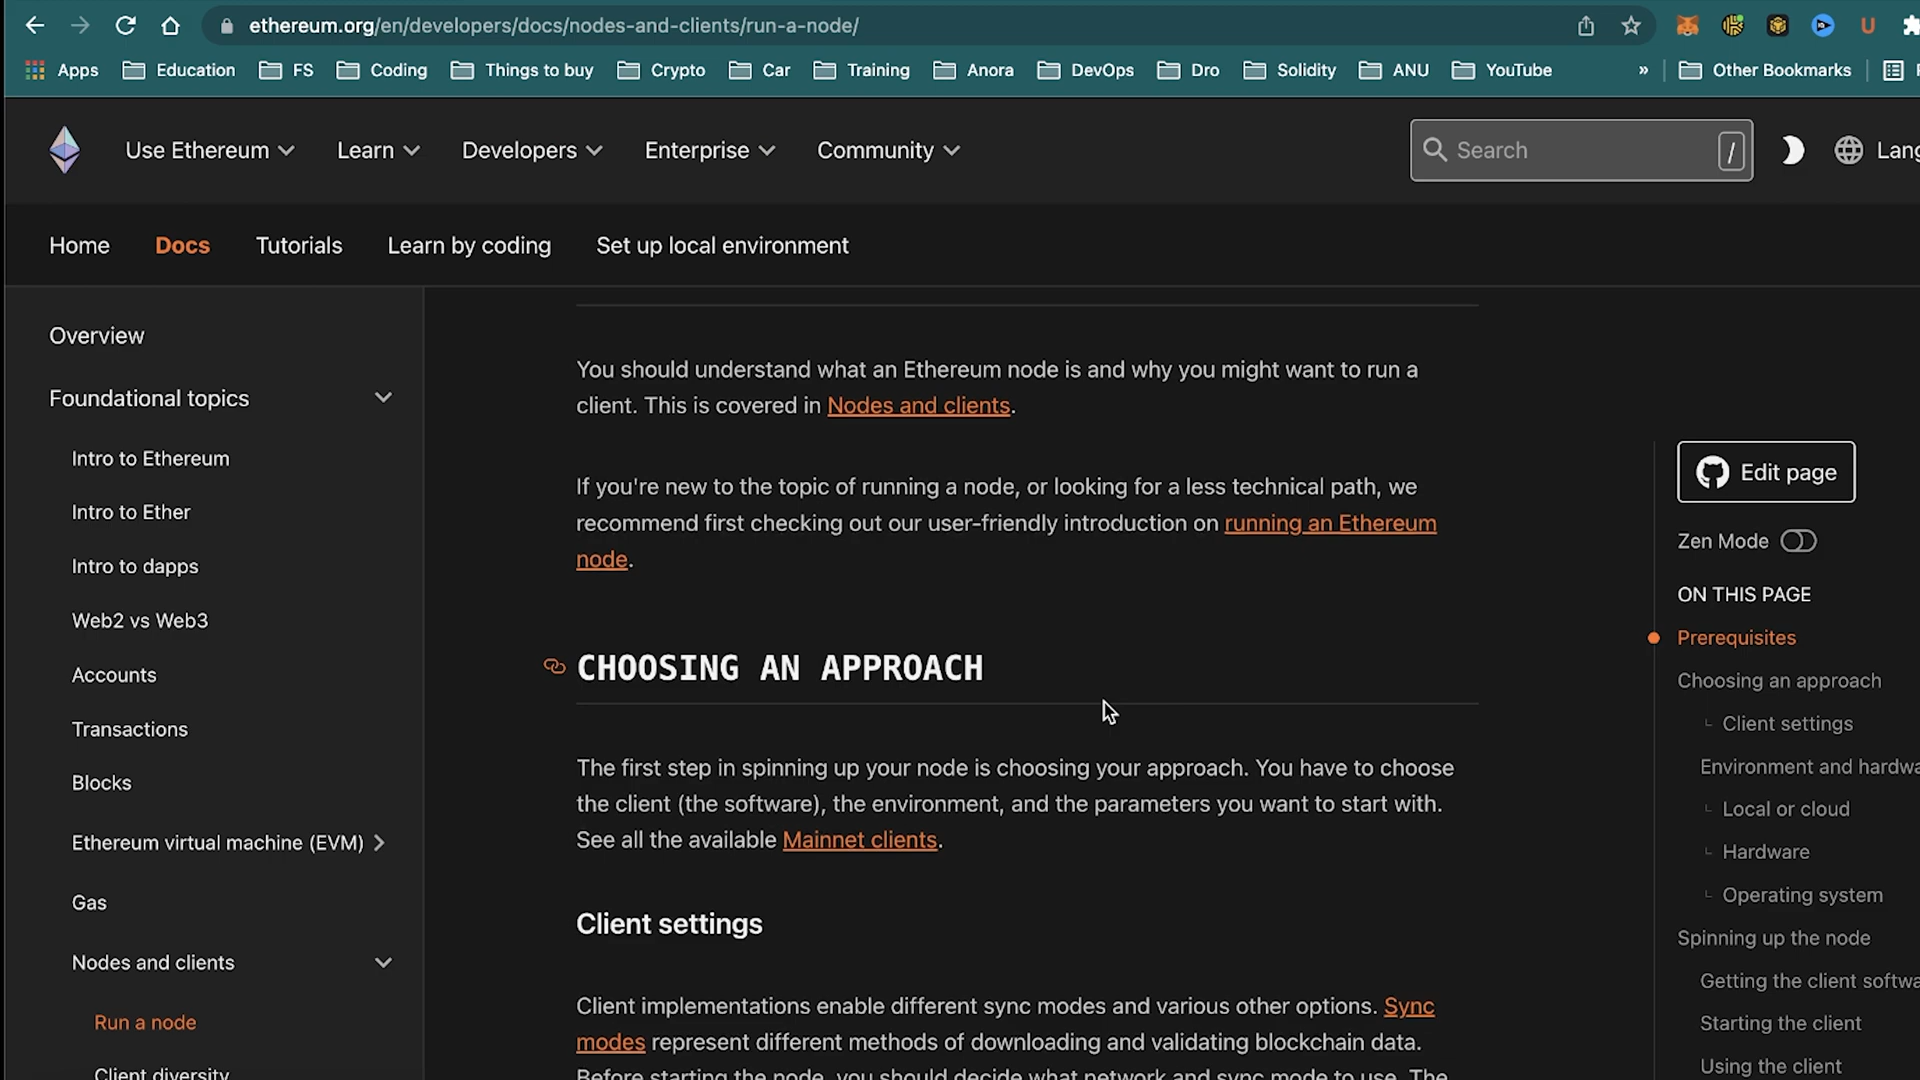 ethereum.org/en/developers/docs/nodes-and-clients/run-a-node/
Apps Education FS Coding Things to buy Crypto Car Training Anora DevOps Dro Solidity ANU YouTube » Other Bookmarks
Use Ethereum Learn Developers Enterprise Community Search / Lang
Home Docs Tutorials Learn by coding Set up local environment
Overview
Foundational topics
Intro to Ethereum
Intro to Ether
Intro to dapps
Web2 vs Web3
Accounts
Transactions
Blocks
Ethereum virtual machine (EVM)
Gas
Nodes and clients
Run a node
Client diversity
You should understand what an Ethereum node is and why you might want to run a
client. This is covered in Nodes and clients.
If you're new to the topic of running a node, or looking for a less technical path, we
recommend first checking out our user-friendly introduction on running an Ethereum
node.
CHOOSING AN APPROACH
The first step in spinning up your node is choosing your approach. You have to choose
the client (the software), the environment, and the parameters you want to start with.
See all the available Mainnet clients.
Client settings
Client implementations enable different sync modes and various other options. Sync
modes represent different methods of downloading and validating blockchain data.
Before starting the node, you should decide what network and sync mode to use. The
Edit page
Zen Mode
ON THIS PAGE
Prerequisites
Choosing an approach
Client settings
Environment and hardwa
Local or cloud
Hardware
Operating system
Spinning up the node
Getting the client softwa
Starting the client
Using the client